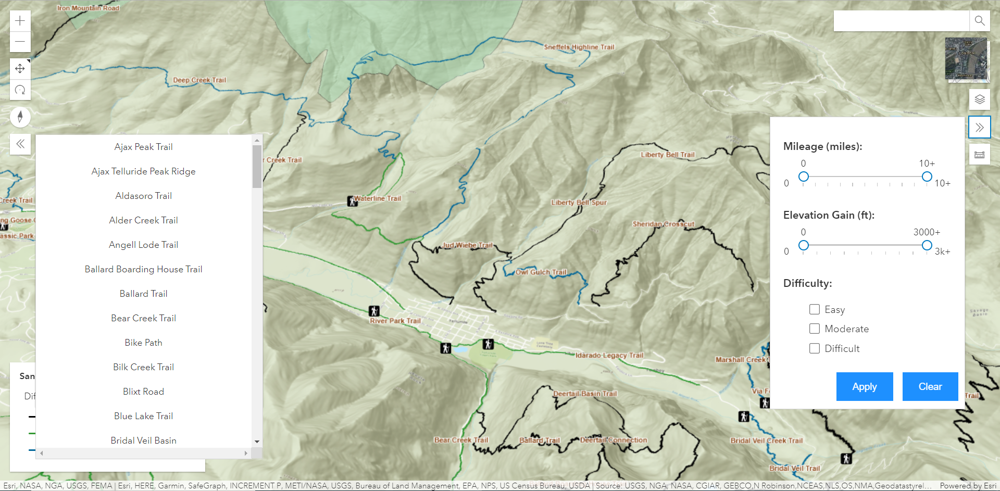 Iron Mountain Road
Sneffels Highline Trail
Deep Creek Trail
LONDON
Ajax Peak Trail
Ajax Telluride Peak Ridge
Aldasoro Trail
Alder Creek Trail
Angell Lode Trail
Ballard Boarding House Trail
Ballard Trail
Bear Creek Trail
Bike Path
Bilk Creek Trail
Blixt Road
Blue Lake Trail
Bridal Veil Basin
r Creek Trail
Creek Trail
ng Goose C
assic Park
San
Dif
Liberty Bell Trail
Waterline Trail
Liberty Bell Spur
Sheridan Crosscut
Jud Wiebe Trail
Owl Gulch Trail
River Park Trail
Telluride
Lone Tree
Cemetery
Idarado Legacy Trail
Tomboy
Marshall Creek T
Via F
Deertail Basin Trail
Bear Creek Trail
Ballard Trail
Deertail Connection
Bridal Veil Creek Trail
Bridal Veil Trail
Trail
Savage
Basin
Mileage (miles):
0 10+
0 10+
Elevation Gain (ft):
0 3000+
0 3k+
Difficulty:
Easy
Moderate
Difficult
Apply Clear
Esri, NASA, NGA, USGS, FEMA | Esri, HERE, Garmin, SafeGraph, INCREMENT P, METI/NASA, USGS, Bureau of Land Management, EPA, NPS, US Census Bureau, USDA | Source: USGS, NGA, NASA, CGIAR, GEBCO,N Robinson,NCEAS,NLS,OS,NMA,Geodatastyrel... Powered by Esri